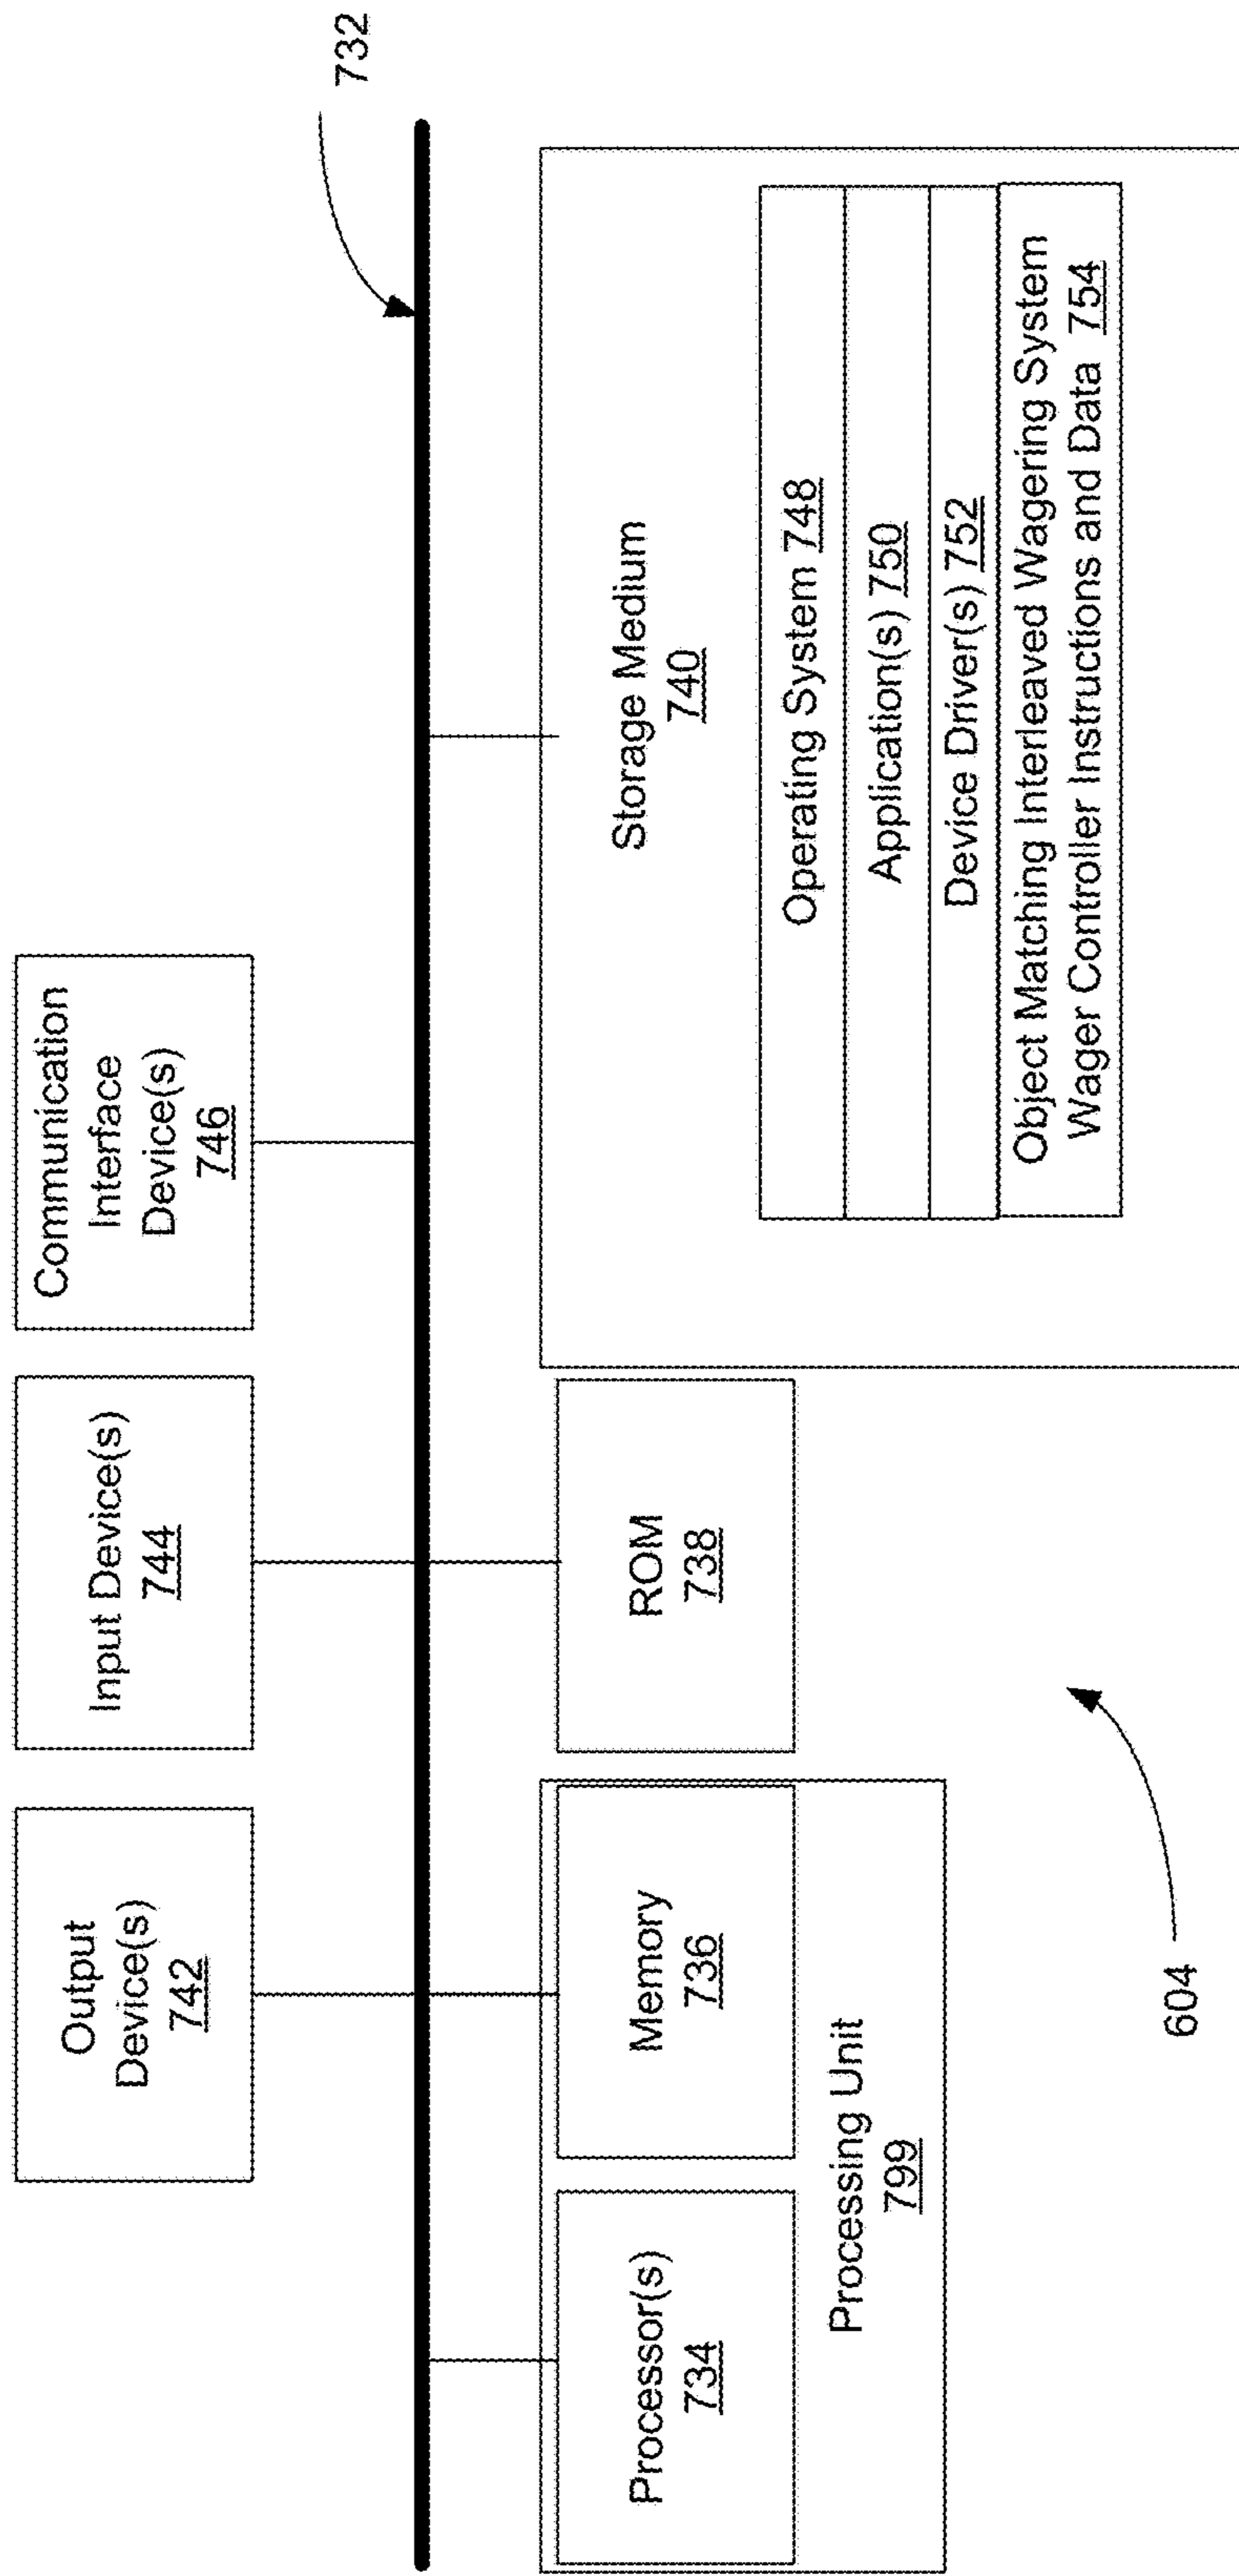 732
Output
Device(s)
742
Input Device(s)
744
Communication
Interface
Device(s)
746
Processor(s)
734
Memory
736
Processing Unit
799
ROM
738
Storage Medium
740
Operating System 748
Application(s) 750
Device Driver(s) 752
Object Matching Interleaved Wagering System
Wager Controller Instructions and Data 754
604